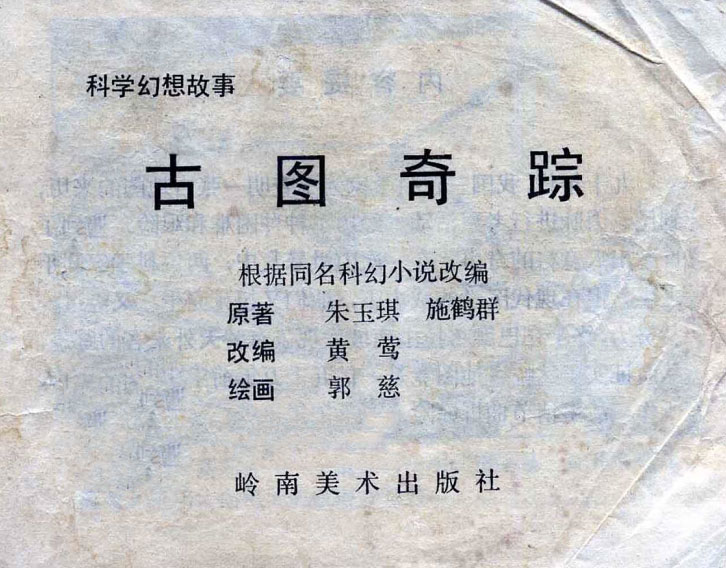 科学幻想故事
古图奇踪
根据同名科幻小说改编
原著 朱玉琪 施鹤群
改编 黄莺
绘画 郭慈
岭南美术出版社